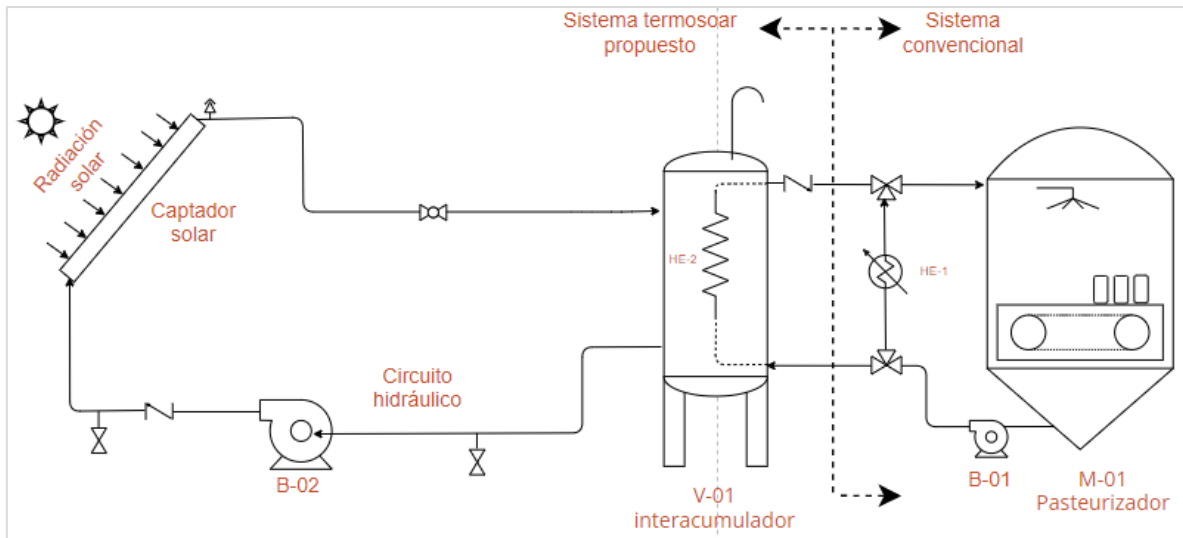 Sistema termosoar
propuesto
Sistema
convencional
Radiación
solar
Captador
solar
HE-2
HE-1
Circuito
hidráulico
B-02
V-01
interacumulador
B-01
M-01
Pasteurizador